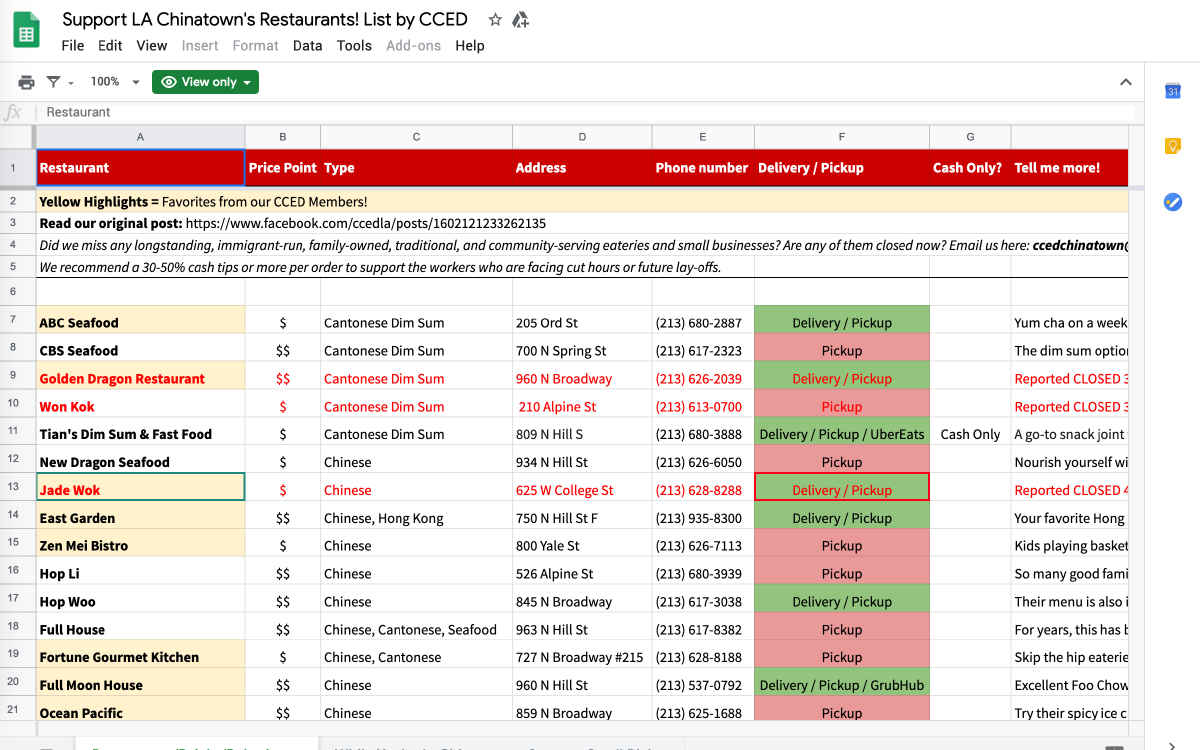 Support LA Chinatown's Restaurants! List by CCED
File Edit View Insert Format Data Tools Add-ons Help
100% View only
31
fx Restaurant
A B C D E F G
1 Restaurant Price Point Type Address Phone number Delivery / Pickup Cash Only? Tell me more!
2 Yellow Highlights = Favorites from our CCED Members!
3 Read our original post: https://www.facebook.com/ccedla/posts/1602121233262135
4 Did we miss any longstanding, immigrant-run, family-owned, traditional, and community-serving eateries and small businesses? Are any of them closed now? Email us here: ccedchinatown@
5 We recommend a 30-50% cash tips or more per order to support the workers who are facing cut hours or future lay-offs.
6
7 ABC Seafood $ Cantonese Dim Sum 205 Ord St (213) 680-2887 Delivery / Pickup Yum cha on a week
8 CBS Seafood $$ Cantonese Dim Sum 700 N Spring St (213) 617-2323 Pickup The dim sum option
9 Golden Dragon Restaurant $$ Cantonese Dim Sum 960 N Broadway (213) 626-2039 Delivery / Pickup Reported CLOSED 3
10 Won Kok $ Cantonese Dim Sum 210 Alpine St (213) 613-0700 Pickup Reported CLOSED 3
11 Tian's Dim Sum & Fast Food $ Cantonese Dim Sum 809 N Hill S (213) 680-3888 Delivery / Pickup / UberEats Cash Only A go-to snack joint
12 New Dragon Seafood $ Chinese 934 N Hill St (213) 626-6050 Pickup Nourish yourself wi
13 Jade Wok $ Chinese 625 W College St (213) 628-8288 Delivery / Pickup Reported CLOSED 4
14 East Garden $$ Chinese, Hong Kong 750 N Hill St F (213) 935-8300 Delivery / Pickup Your favorite Hong
15 Zen Mei Bistro $ Chinese 800 Yale St (213) 626-7113 Pickup Kids playing basket
16 Hop Li $$ Chinese 526 Alpine St (213) 680-3939 Pickup So many good fami
17 Hop Woo $$ Chinese 845 N Broadway (213) 617-3038 Delivery / Pickup Their menu is also i
18 Full House $$ Chinese, Cantonese, Seafood 963 N Hill St (213) 617-8382 Pickup For years, this has b
19 Fortune Gourmet Kitchen $ Chinese, Cantonese 727 N Broadway #215 (213) 628-8188 Pickup Skip the hip eaterie
20 Full Moon House $$ Chinese 960 N Hill St (213) 537-0792 Delivery / Pickup / GrubHub Excellent Foo Chow
21 Ocean Pacific $$ Chinese 859 N Broadway (213) 625-1688 Pickup Try their spicy ice c